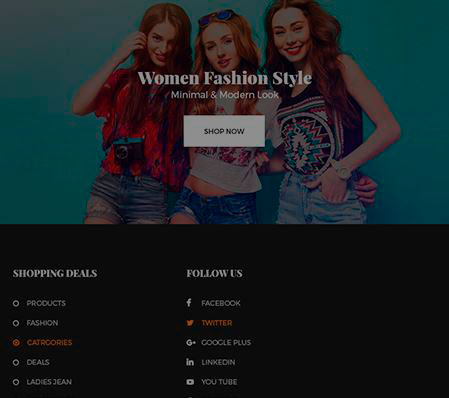 Women Fashion Style
Minimal & Modern Look
SHOP NOW
SHOPPING DEALS
PRODUCTS
FASHION
CATRGORIES
DEALS
LADIES JEAN
FOLLOW US
FACEBOOK
TWITTER
GOOGLE PLUS
LINKEDIN
YOU TUBE